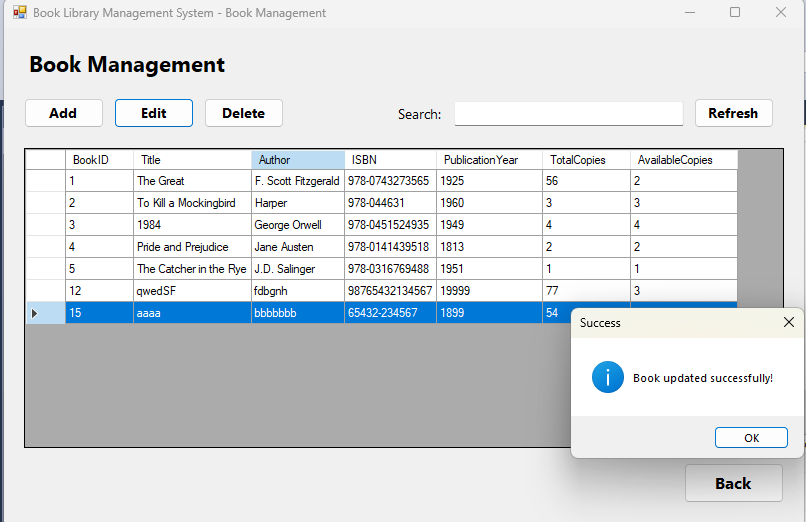 Book Library Management System - Book Management
Book Management
Add Edit Delete Search: Refresh
BookID Title Author ISBN PublicationYear TotalCopies AvailableCopies
1 The Great F. Scott Fitzgerald 978-0743273565 1925 56 2
2 To Kill a Mockingbird Harper 978-044631 1960 3 3
3 1984 George Orwell 978-0451524935 1949 4 4
4 Pride and Prejudice Jane Austen 978-0141439518 1813 2 2
5 The Catcher in the Rye J.D. Salinger 978-0316769488 1951 1 1
12 qwedSF fdbgnh 98765432134567 19999 77 3
15 aaaa bbbbbbb 65432-234567 1899 54
Success
Book updated successfully!
OK
Back